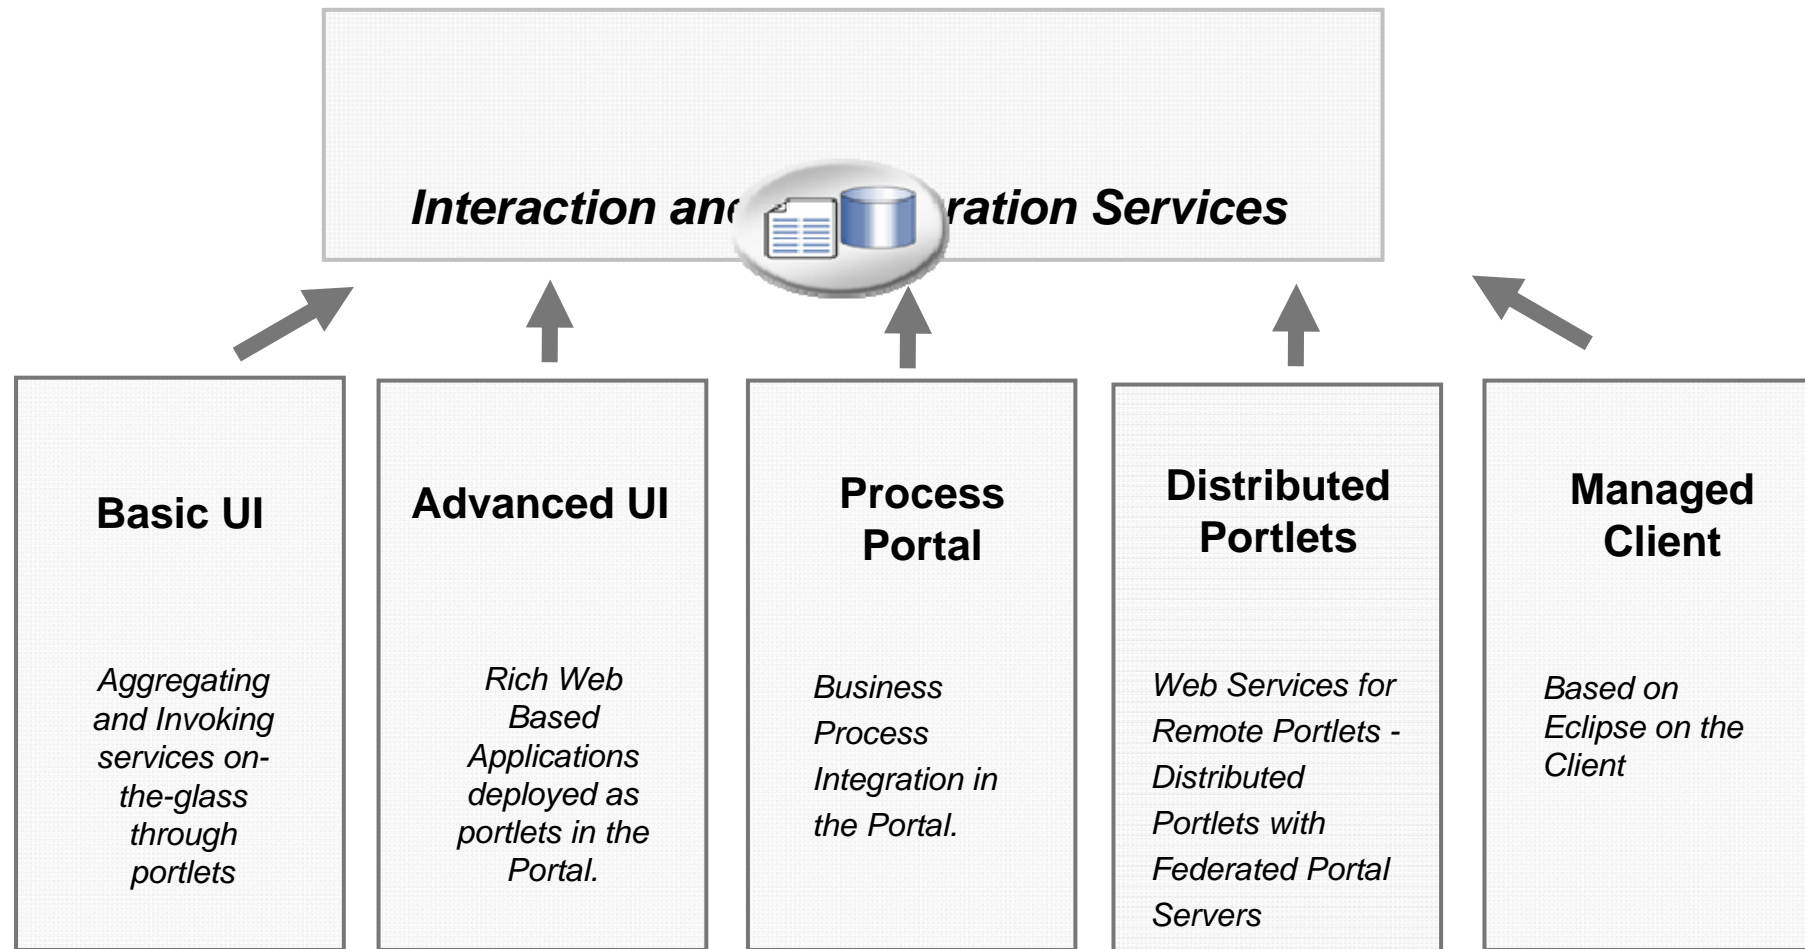 Interaction and ration Services
Basic UI
Advanced UI
Process
Portal
Distributed
Portlets
Managed
Client
Aggregating
and Invoking
services on-
the-glass
through
portlets
Rich Web
Based
Applications
deployed as
portlets in the
Portal.
Business
Process
Integration in
the Portal.
Web Services for
Remote Portlets -
Distributed
Portlets with
Federated Portal
Servers
Based on
Eclipse on the
Client